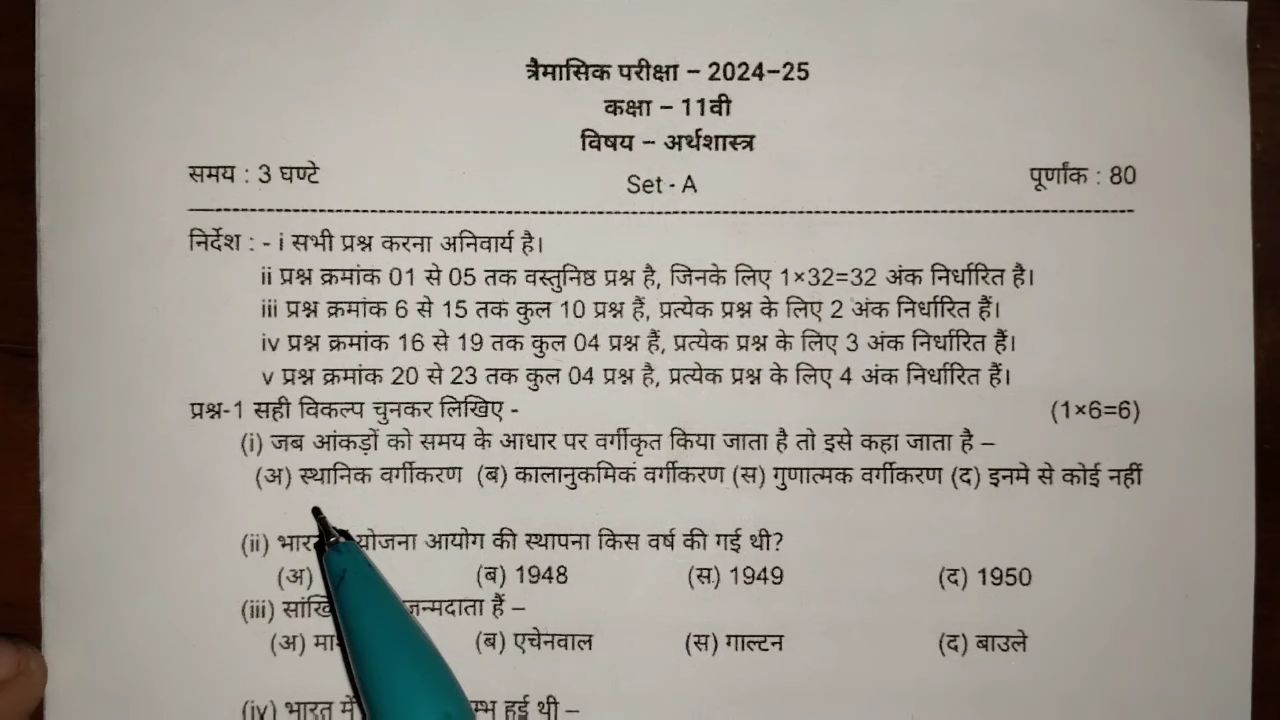 त्रैमासिक परीक्षा – 2024–25
कक्षा – 11वी
विषय – अर्थशास्त्र
समय : 3 घण्टे Set - A पूर्णांक : 80
निर्देश : - i सभी प्रश्न करना अनिवार्य है।
ii प्रश्न क्रमांक 01 से 05 तक वस्तुनिष्ठ प्रश्न है, जिनके लिए 1×32=32 अंक निर्धारित है।
iii प्रश्न क्रमांक 6 से 15 तक कुल 10 प्रश्न हैं, प्रत्येक प्रश्न के लिए 2 अंक निर्धारित हैं।
iv प्रश्न क्रमांक 16 से 19 तक कुल 04 प्रश्न हैं, प्रत्येक प्रश्न के लिए 3 अंक निर्धारित हैं।
v प्रश्न क्रमांक 20 से 23 तक कुल 04 प्रश्न है, प्रत्येक प्रश्न के लिए 4 अंक निर्धारित हैं।
प्रश्न-1 सही विकल्प चुनकर लिखिए - (1×6=6)
(i) जब आंकड़ों को समय के आधार पर वर्गीकृत किया जाता है तो इसे कहा जाता है –
(अ) स्थानिक वर्गीकरण (ब) कालानुकमिक वर्गीकरण (स) गुणात्मक वर्गीकरण (द) इनमे से कोई नहीं
(ii) योजना आयोग की स्थापना किस वर्ष की गई थी?
(अ) (ब) 1948 (स) 1949 (द) 1950
(iii) जन्मदाता हैं –
(अ) (ब) एचेनवाल (स) गाल्टन (द) बाउले
(iv) भारत में हुई थी –